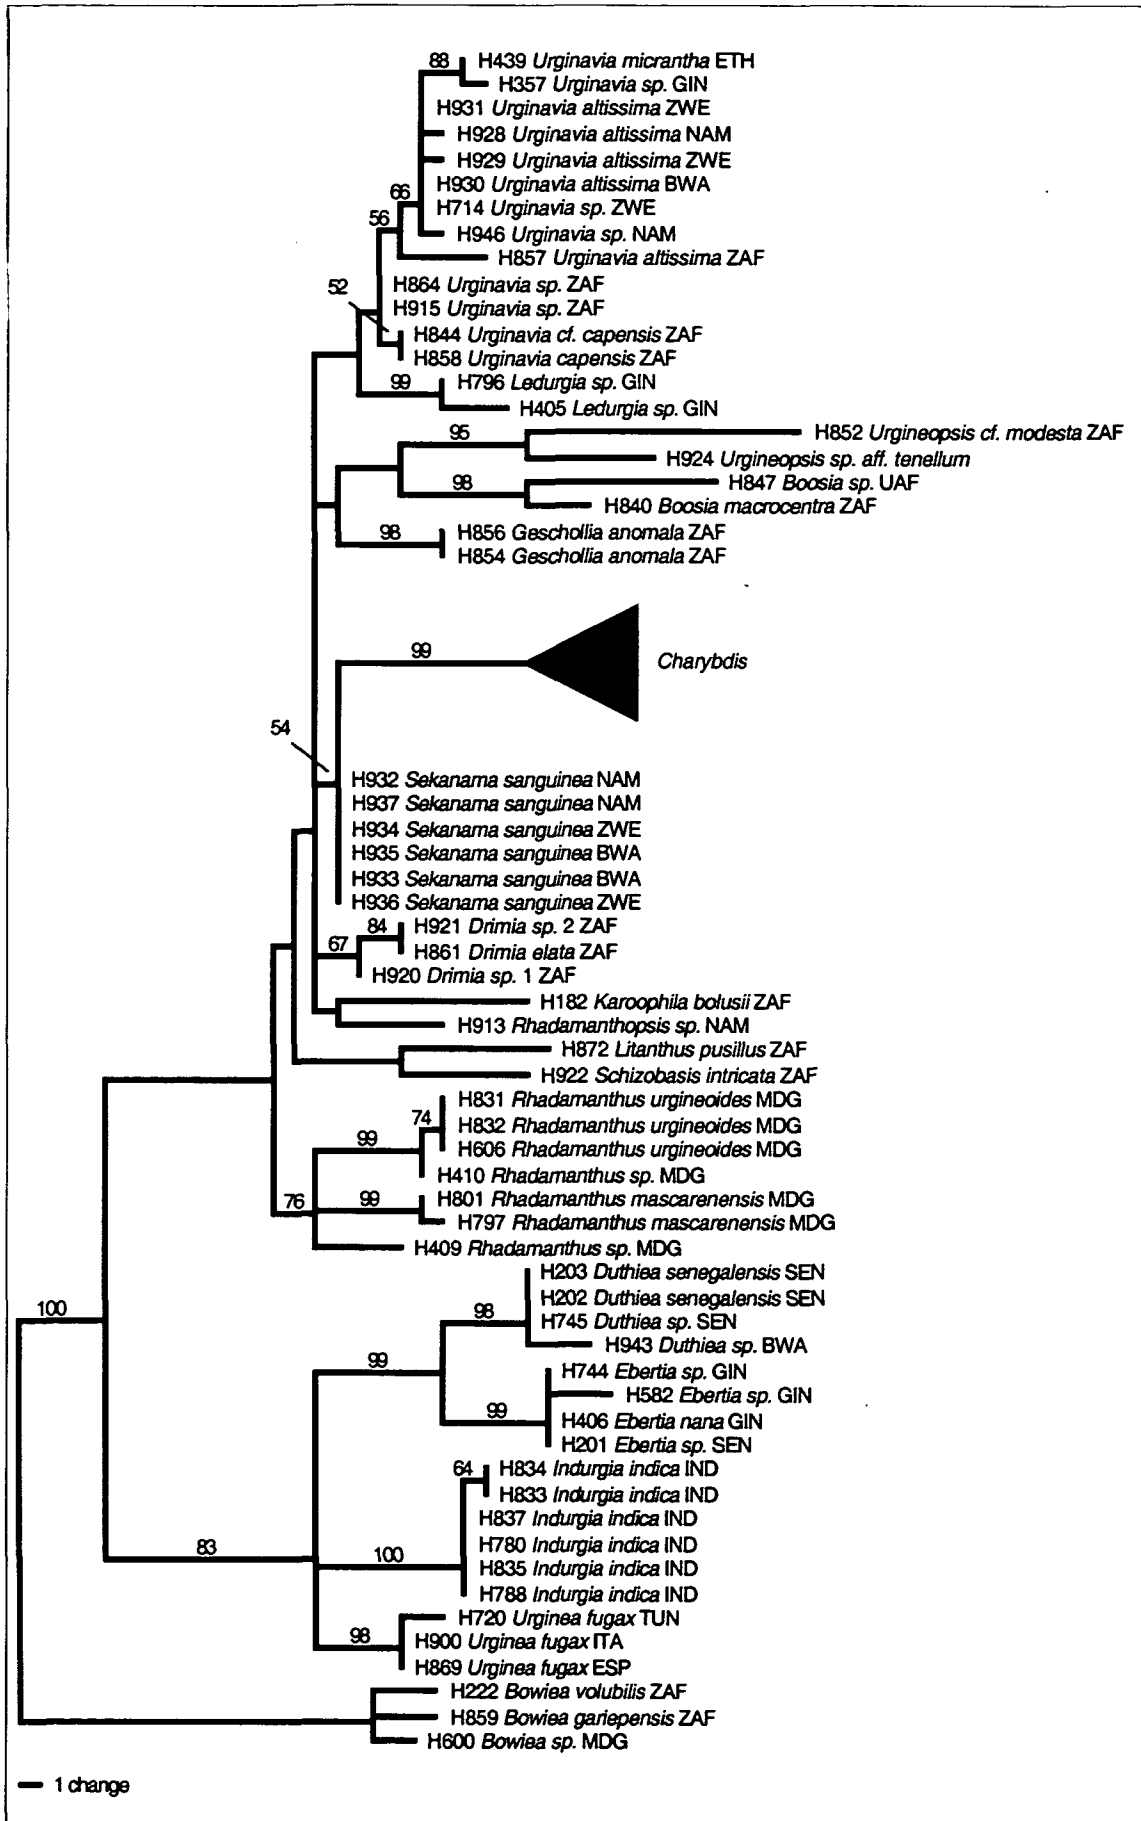 88
H439 Urginavia micrantha ETH
H357 Urginavia sp. GIN
H931 Urginavia altissima ZWE
H928 Urginavia altissima NAM
H929 Urginavia altissima ZWE
H930 Urginavia altissima BWA
66
H714 Urginavia sp. ZWE
56
H946 Urginavia sp. NAM
H857 Urginavia altissima ZAF
52
H864 Urginavia sp. ZAF
H915 Urginavia sp. ZAF
H844 Urginavia cf. capensis ZAF
H858 Urginavia capensis ZAF
99
H796 Ledurgia sp. GIN
H405 Ledurgia sp. GIN
95
H852 Urgineopsis cf. modesta ZAF
H924 Urgineopsis sp. aff. tenellum
98
H847 Boosia sp. UAF
H840 Boosia macrocentra ZAF
98
H856 Geschollia anomala ZAF
H854 Geschollia anomala ZAF
99
Charybdis
54
H932 Sekanama sanguinea NAM
H937 Sekanama sanguinea NAM
H934 Sekanama sanguinea ZWE
H935 Sekanama sanguinea BWA
H933 Sekanama sanguinea BWA
H936 Sekanama sanguinea ZWE
84
H921 Drimia sp. 2 ZAF
67
H861 Drimia elata ZAF
H920 Drimia sp. 1 ZAF
H182 Karoophila bolusii ZAF
H913 Rhadamanthopsis sp. NAM
H872 Litanthus pusillus ZAF
H922 Schizobasis intricata ZAF
H831 Rhadamanthus urgineoides MDG
74
H832 Rhadamanthus urgineoides MDG
99
H606 Rhadamanthus urgineoides MDG
H410 Rhadamanthus sp. MDG
76
99
H801 Rhadamanthus mascarenensis MDG
H797 Rhadamanthus mascarenensis MDG
H409 Rhadamanthus sp. MDG
H203 Duthiea senegalensis SEN
H202 Duthiea senegalensis SEN
100
98
H745 Duthiea sp. SEN
H943 Duthiea sp. BWA
99
H744 Ebertia sp. GIN
H582 Ebertia sp. GIN
99
H406 Ebertia nana GIN
H201 Ebertia sp. SEN
64
H834 Indurgia indica IND
H833 Indurgia indica IND
H837 Indurgia indica IND
83
H780 Indurgia indica IND
100
H835 Indurgia indica IND
H788 Indurgia indica IND
H720 Urginea fugax TUN
98
H900 Urginea fugax ITA
H869 Urginea fugax ESP
H222 Bowiea volubilis ZAF
H859 Bowiea gariepensis ZAF
H600 Bowiea sp. MDG
1 change